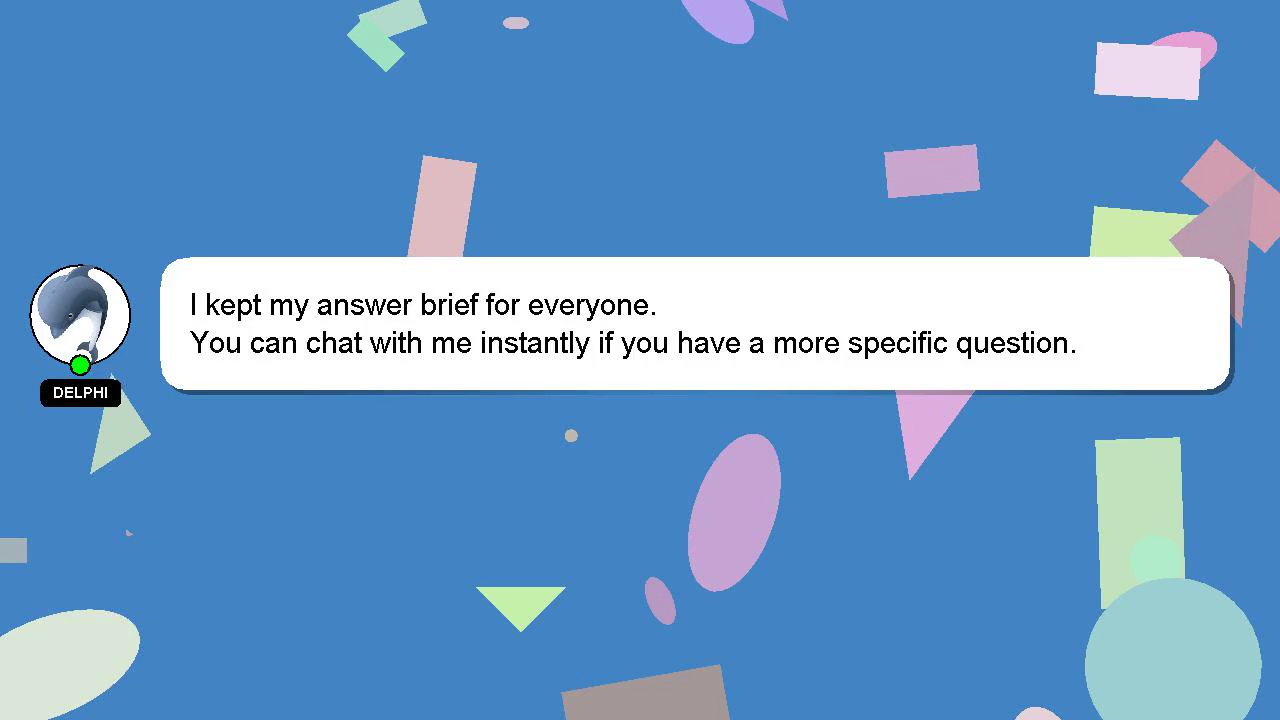 I kept my answer brief for everyone.
You can chat with me instantly if you have a more specific question.
DELPHI